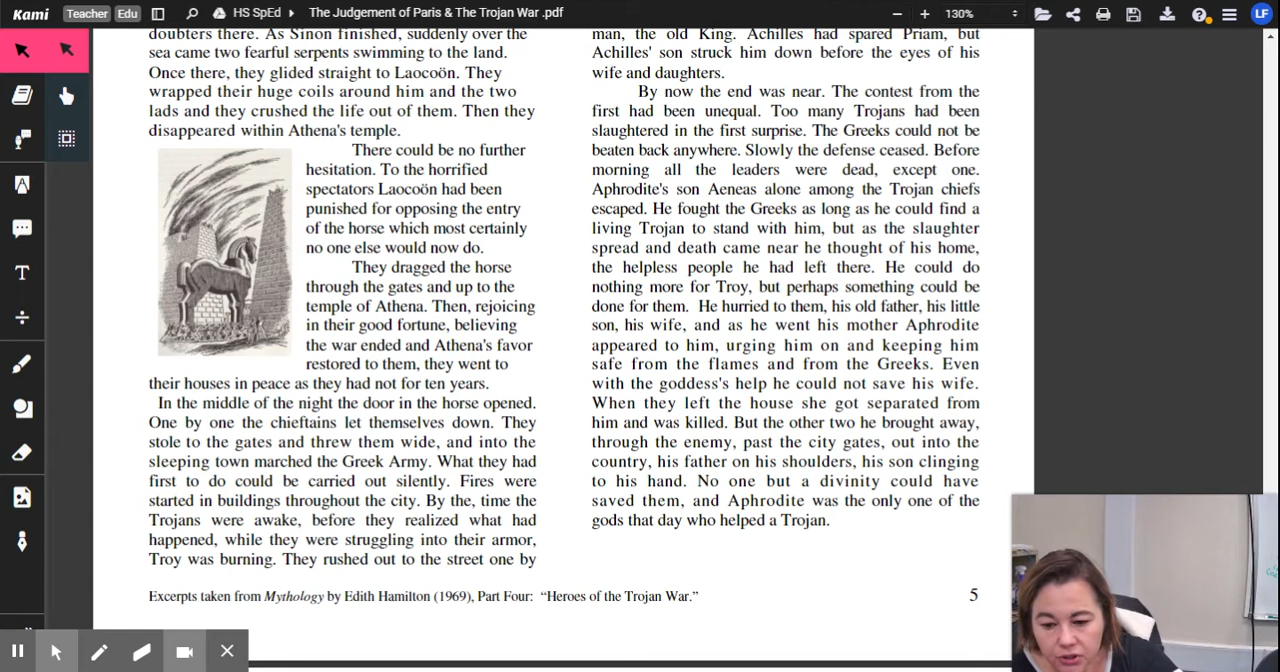 Kami Teacher Edu HS SpEd The Judgement of Paris & The Trojan War .pdf 130% LF
doubters there. As Sinon finished, suddenly over the
sea came two fearful serpents swimming to the land.
Once there, they glided straight to Laocoön. They
wrapped their huge coils around him and the two
lads and they crushed the life out of them. Then they
disappeared within Athena's temple.
There could be no further
hesitation. To the horrified
spectators Laocoön had been
punished for opposing the entry
of the horse which most certainly
no one else would now do.
They dragged the horse
through the gates and up to the
temple of Athena. Then, rejoicing
in their good fortune, believing
the war ended and Athena's favor
restored to them, they went to
their houses in peace as they had not for ten years.
In the middle of the night the door in the horse opened.
One by one the chieftains let themselves down. They
stole to the gates and threw them wide, and into the
sleeping town marched the Greek Army. What they had
first to do could be carried out silently. Fires were
started in buildings throughout the city. By the, time the
Trojans were awake, before they realized what had
happened, while they were struggling into their armor,
Troy was burning. They rushed out to the street one by
man, the old King. Achilles had spared Priam, but
Achilles' son struck him down before the eyes of his
wife and daughters.
By now the end was near. The contest from the
first had been unequal. Too many Trojans had been
slaughtered in the first surprise. The Greeks could not be
beaten back anywhere. Slowly the defense ceased. Before
morning all the leaders were dead, except one.
Aphrodite's son Aeneas alone among the Trojan chiefs
escaped. He fought the Greeks as long as he could find a
living Trojan to stand with him, but as the slaughter
spread and death came near he thought of his home,
the helpless people he had left there. He could do
nothing more for Troy, but perhaps something could be
done for them. He hurried to them, his old father, his little
son, his wife, and as he went his mother Aphrodite
appeared to him, urging him on and keeping him
safe from the flames and from the Greeks. Even
with the goddess's help he could not save his wife.
When they left the house she got separated from
him and was killed. But the other two he brought away,
through the enemy, past the city gates, out into the
country, his father on his shoulders, his son clinging
to his hand. No one but a divinity could have
saved them, and Aphrodite was the only one of the
gods that day who helped a Trojan.
Excerpts taken from Mythology by Edith Hamilton (1969), Part Four: “Heroes of the Trojan War.” 5